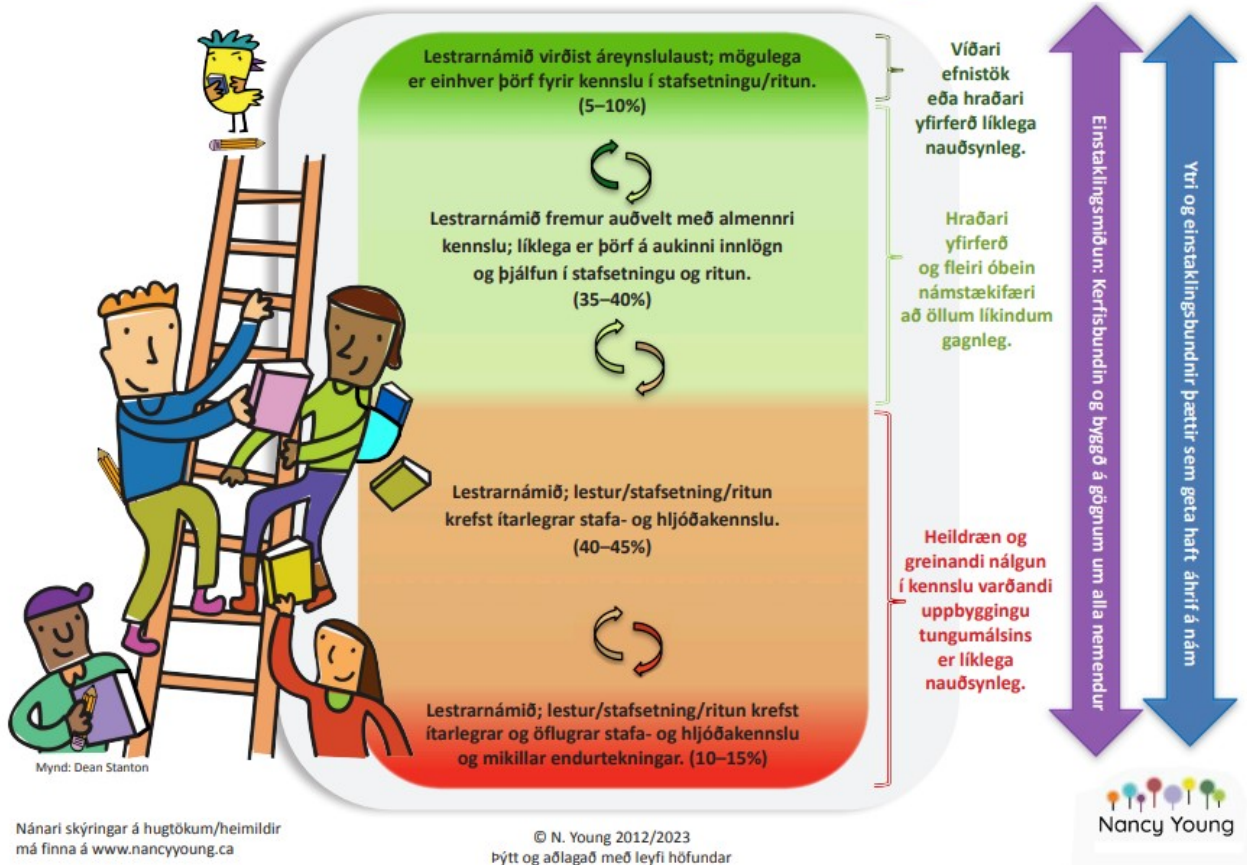 Lestrarnámið virðist áreynslulaust; mögulega
er einhver þörf fyrir kennslu í stafsetningu/ritun.
(5–10%)
Lestrarnámið fremur auðvelt með almennri
kennslu; líklega er þörf á aukinni innlögn
og þjálfun í stafsetningu og ritun.
(35–40%)
Lestrarnámið; lestur/stafsetning/ritun
krefst ítarlegrar stafa- og hljóðakennslu.
(40–45%)
Lestrarnámið; lestur/stafsetning/ritun krefst
ítarlegrar og öflugrar stafa- og hljóðakennslu
og mikillar endurtekningar. (10–15%)
Víðari
efnistök
eða hraðari
yfirferð líklega
nauðsynleg.
Hraðari
yfirferð
og fleiri óbein
námstækifæri
að öllum líkindum
gagnleg.
Heildræn og
greinandi nálgun
í kennslu varðandi
uppbyggingu
tungumálsins
er líklega
nauðsynleg.
Einstaklingsmiðun: Kerfisbundin og byggð á gögnum um alla nemendur
Ytri og einstaklingsbundnir þættir sem geta haft áhrif á nám
Mynd: Dean Stanton
Nánari skýringar á hugtökum/heimildir
má finna á www.nancyyoung.ca
© N. Young 2012/2023
Þýtt og aðlagað með leyfi höfundar
Nancy Young